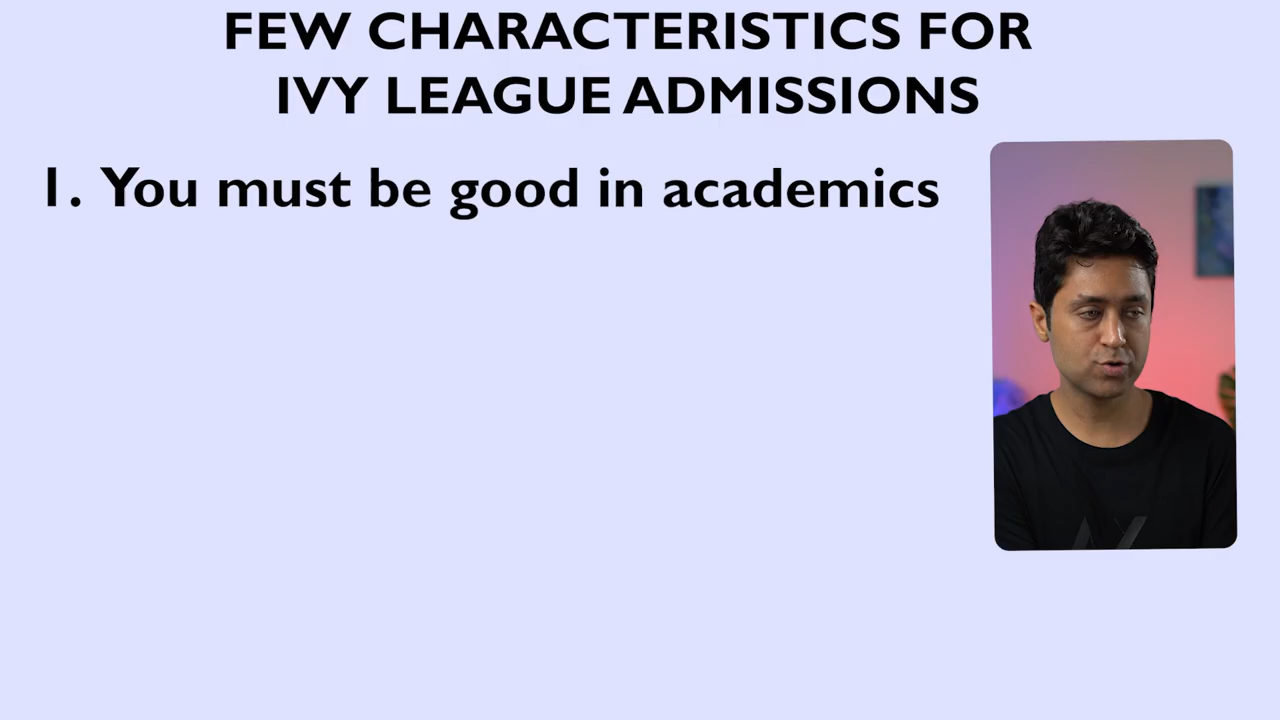 FEW CHARACTERISTICS FOR
IVY LEAGUE ADMISSIONS
1. You must be good in academics